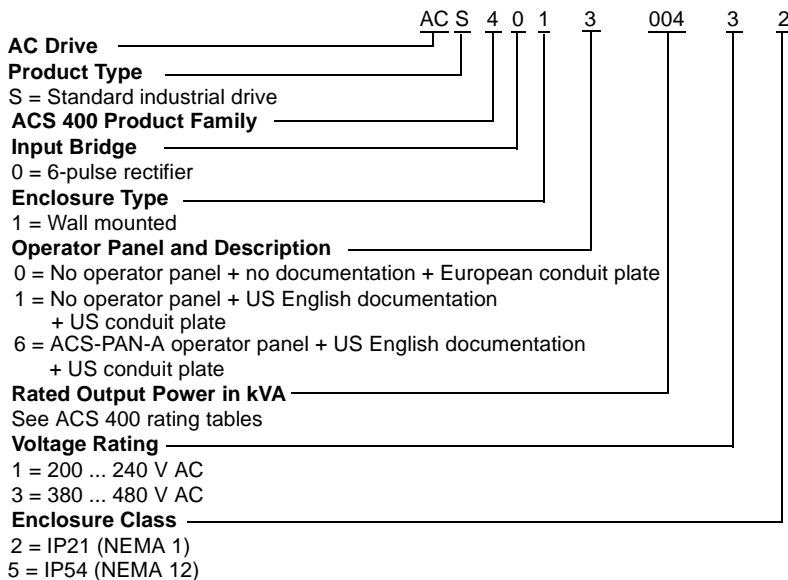 AC S 4 0 1 3 004 3 2
AC Drive
Product Type
S = Standard industrial drive
ACS 400 Product Family
Input Bridge
0 = 6-pulse rectifier
Enclosure Type
1 = Wall mounted
Operator Panel and Description
0 = No operator panel + no documentation + European conduit plate
1 = No operator panel + US English documentation
+ US conduit plate
6 = ACS-PAN-A operator panel + US English documentation
+ US conduit plate
Rated Output Power in kVA
See ACS 400 rating tables
Voltage Rating
1 = 200 ... 240 V AC
3 = 380 ... 480 V AC
Enclosure Class
2 = IP21 (NEMA 1)
5 = IP54 (NEMA 12)